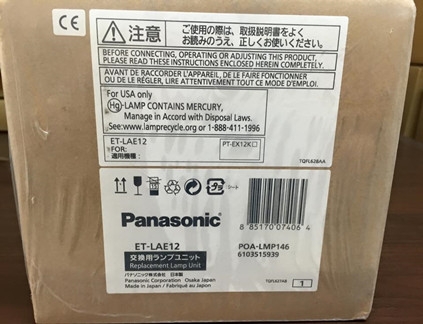 CE
注意
ご使用の際は、取扱説明書をよく
お読みのうえ、正しくお使いください。
BEFORE CONNECTING, OPERATING OR ADJUSTING THIS PRODUCT,
PLEASE READ THESE INSTRUCTIONS ENCLOSED HEREIN COMPLETELY.
AVANT DE RACCORDER L'APPAREIL, DE LE FAIRE FONCTIONNER
OU DE LE RÉGLER, LIRE ATTENTIVEMENT TOUT CE MODE D'EMPLOI.
For USA only
Hg-LAMP CONTAINS MERCURY,
Manage in Accord with Disposal Laws.
See:www.lamprecycle.org or 1-888-411-1996
ET-LAE12
FOR:
適用機種:
PT-EX12K□
TQFL628AA
Panasonic
8 85170 07406 4
ET-LAE12
POA-LMP146
6103515939
交換用ランプユニット
Replacement Lamp Unit
パナソニック株式会社 日本製
Panasonic Corporation Osaka Japan
Made in Japan / Fabriqué au Japon
1